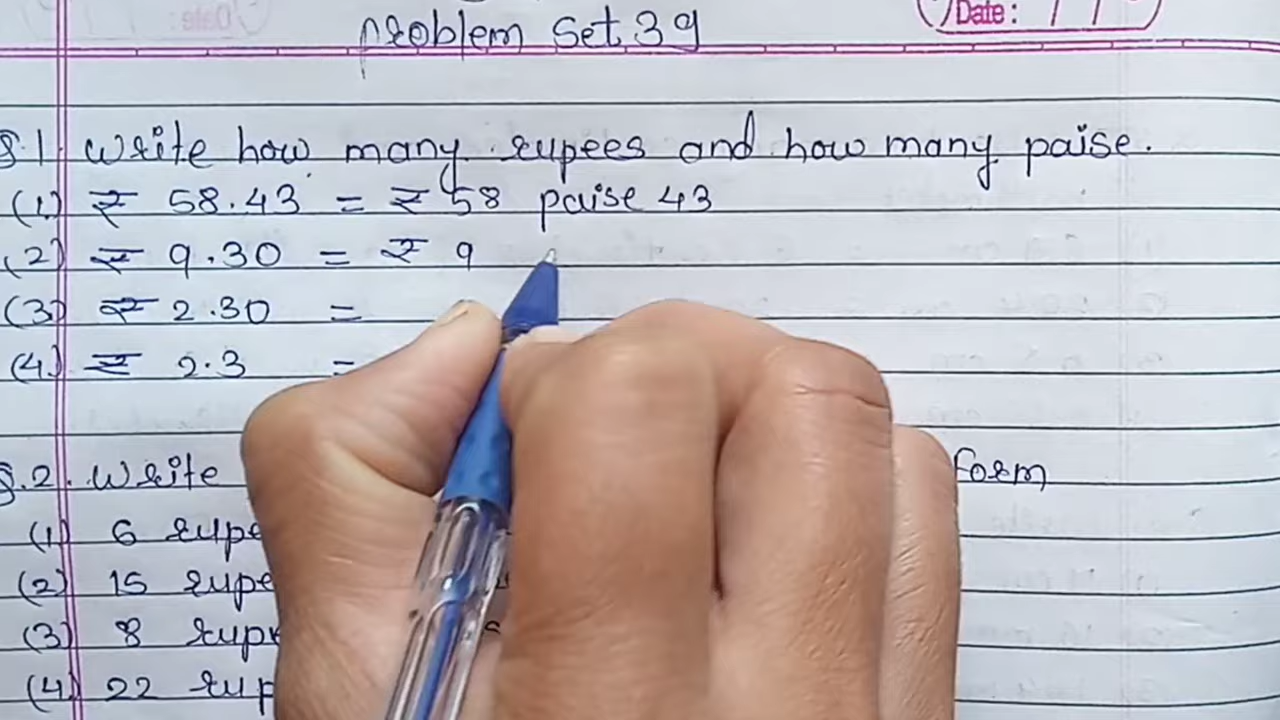 Date: / /
Problem Set 39
Q.1. Write how many rupees and how many paise.
(1.) ₹ 58.43 = ₹ 58 paise 43
(2) ₹ 9.30 = ₹ 9
(3) ₹ 2.30 =
(4) ₹ 2.3 =
Q.2. Write form
(1) 6 rupe
(2) 15 rupe
(3) 8 rup
(4) 22 rup